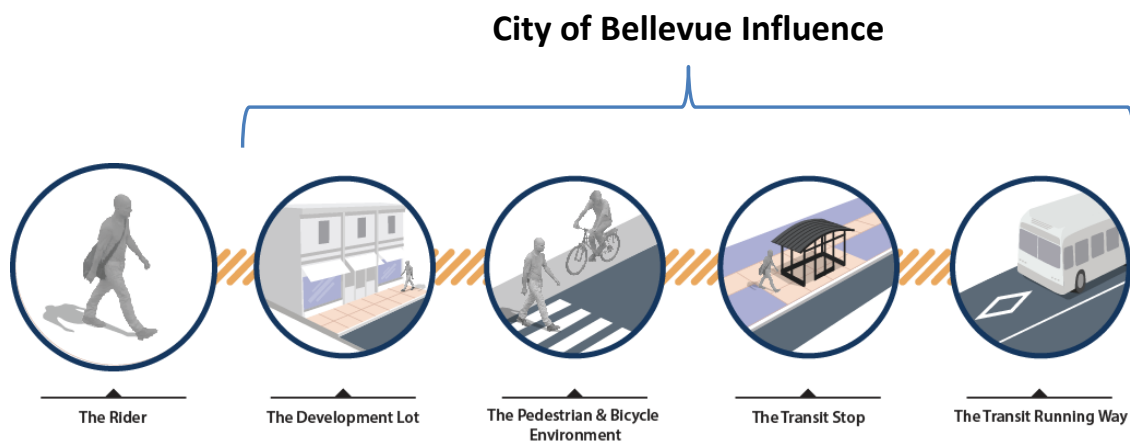 City of Bellevue Influence
The Rider
The Development Lot
The Pedestrian & Bicycle
Environment
The Transit Stop
The Transit Running Way